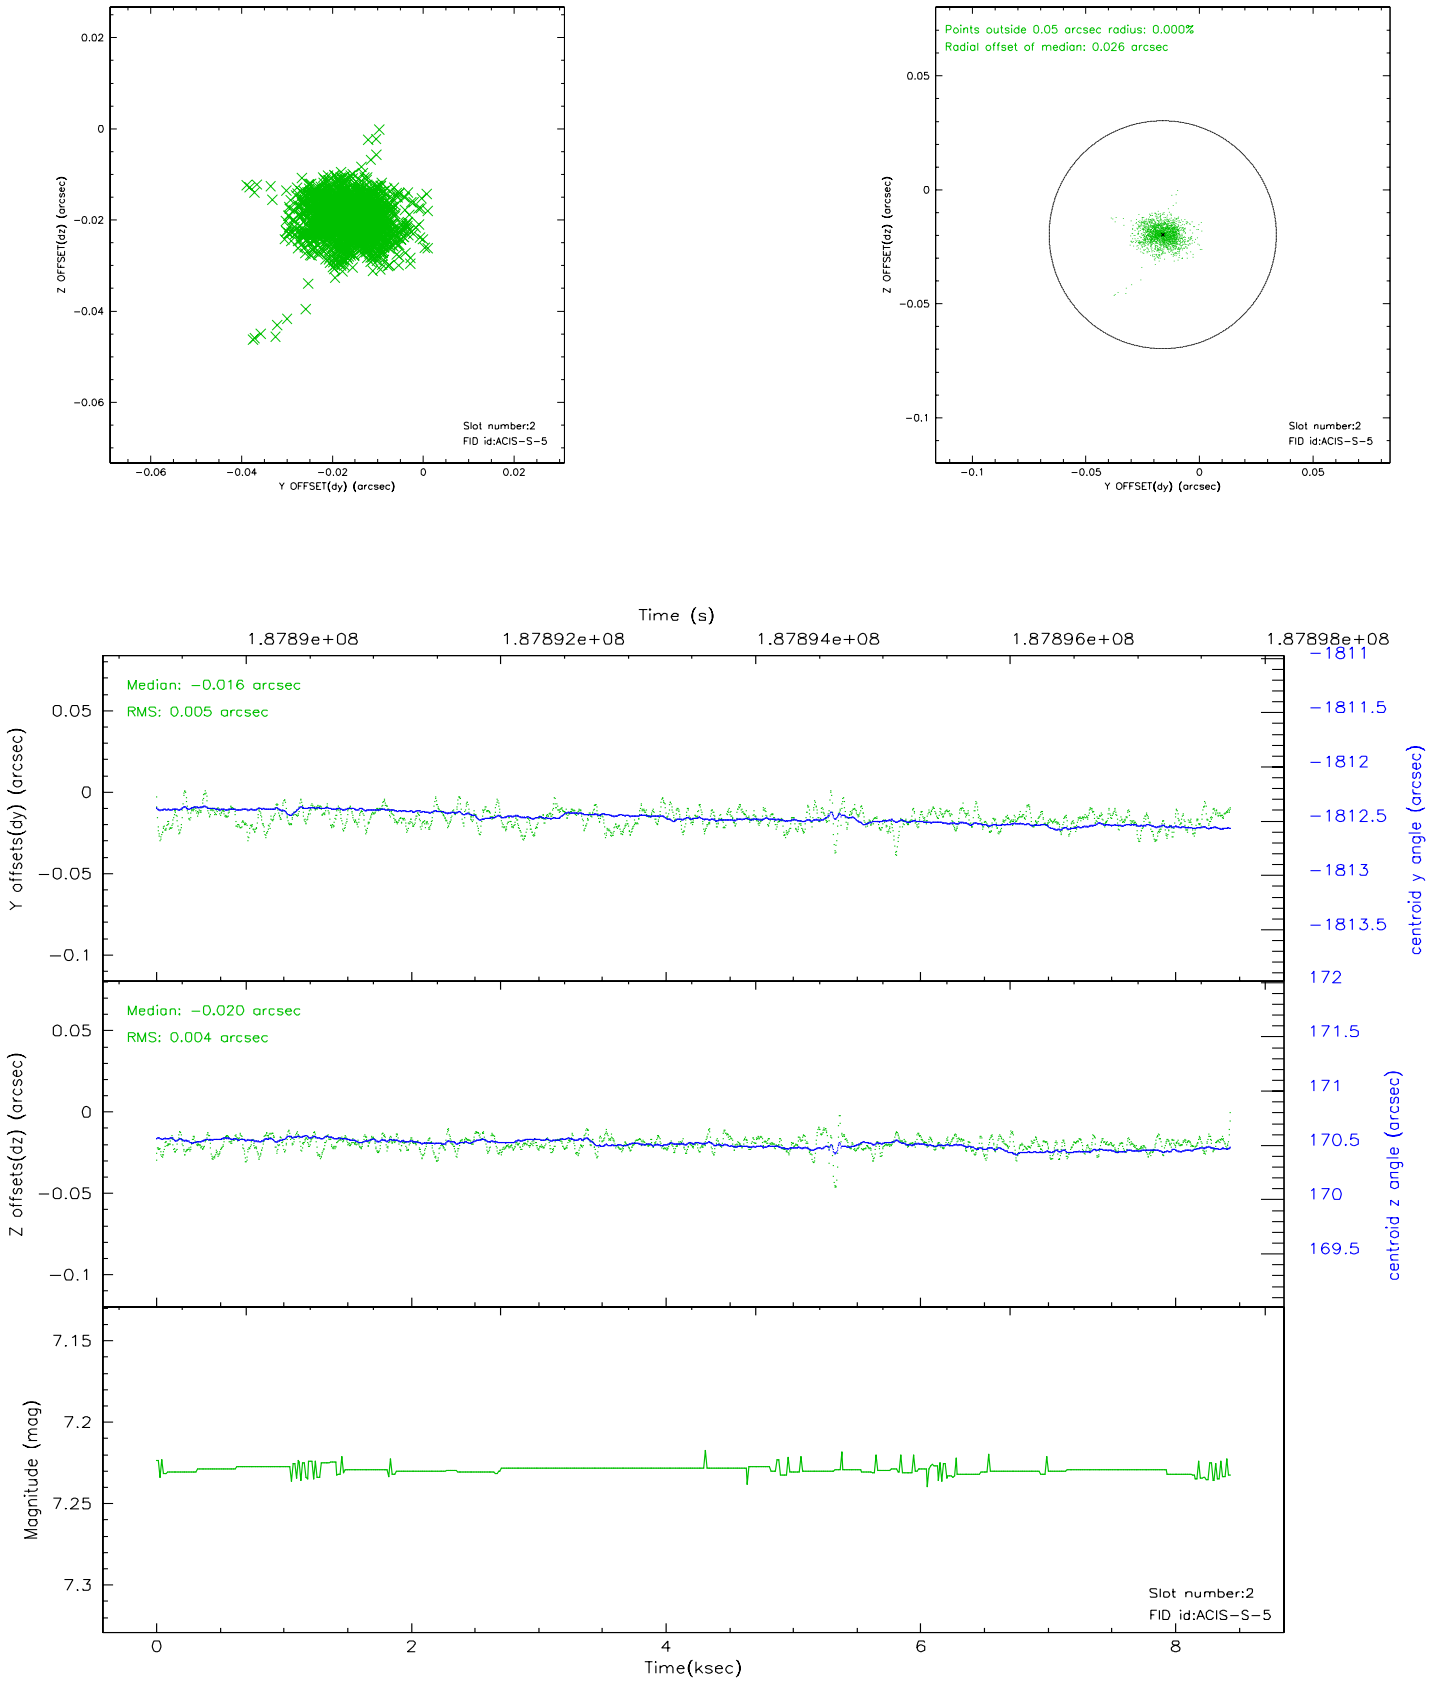 0.02
0
-0.02
-0.04
-0.06
Z OFFSET(dz) (arcsec)
Slot number:2
FID id:ACIS-S-5
-0.06 -0.04 -0.02 0 0.02
Y OFFSET(dy) (arcsec)
Points outside 0.05 arcsec radius: 0.000%
Radial offset of median: 0.026 arcsec
0.05
0
-0.05
-0.1
Z OFFSET(dz) (arcsec)
Slot number:2
FID id:ACIS-S-5
-0.1 -0.05 0 0.05
Y OFFSET(dy) (arcsec)
Time (s)
1.8789e+08 1.87892e+08 1.87894e+08 1.87896e+08 1.87898e+08
Median: -0.016 arcsec
RMS: 0.005 arcsec
0.05
0
-0.05
-0.1
Y offsets(dy) (arcsec)
-1811
-1811.5
-1812
-1812.5
-1813
-1813.5
centroid y angle (arcsec)
Median: -0.020 arcsec
RMS: 0.004 arcsec
0.05
0
-0.05
-0.1
Z offsets(dz) (arcsec)
172
171.5
171
170.5
170
169.5
centroid z angle (arcsec)
7.15
7.2
7.25
7.3
Magnitude (mag)
Slot number:2
FID id:ACIS-S-5
0 2 4 6 8
Time(ksec)